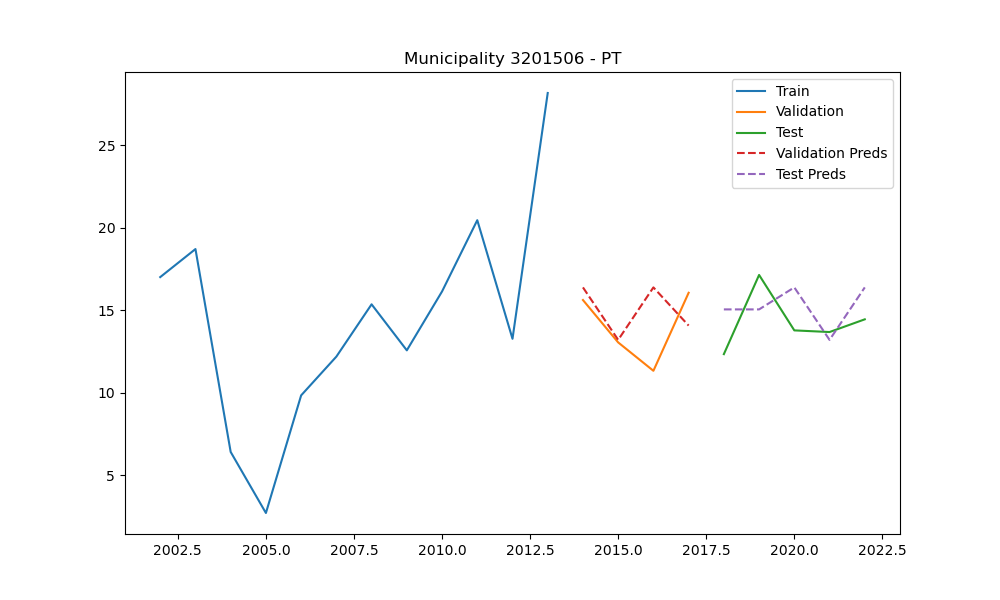 Municipality 3201506 - PT
Train
Validation
Test
Validation Preds
Test Preds
25
20
15
10
5
2002.5 2005.0 2007.5 2010.0 2012.5 2015.0 2017.5 2020.0 2022.5